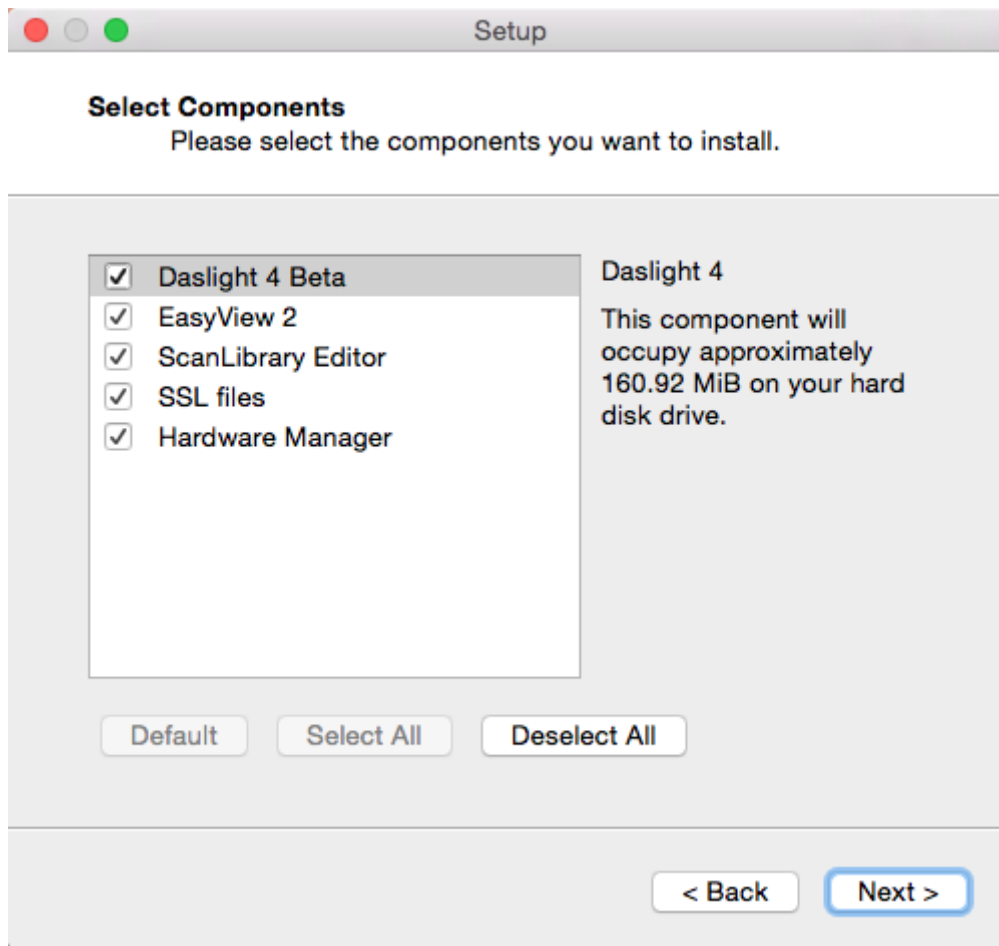 Setup
Select Components
Please select the components you want to install.
Daslight 4 Beta
EasyView 2
ScanLibrary Editor
SSL files
Hardware Manager
Daslight 4
This component will
occupy approximately
160.92 MiB on your hard
disk drive.
Default
Select All
Deselect All
< Back
Next >